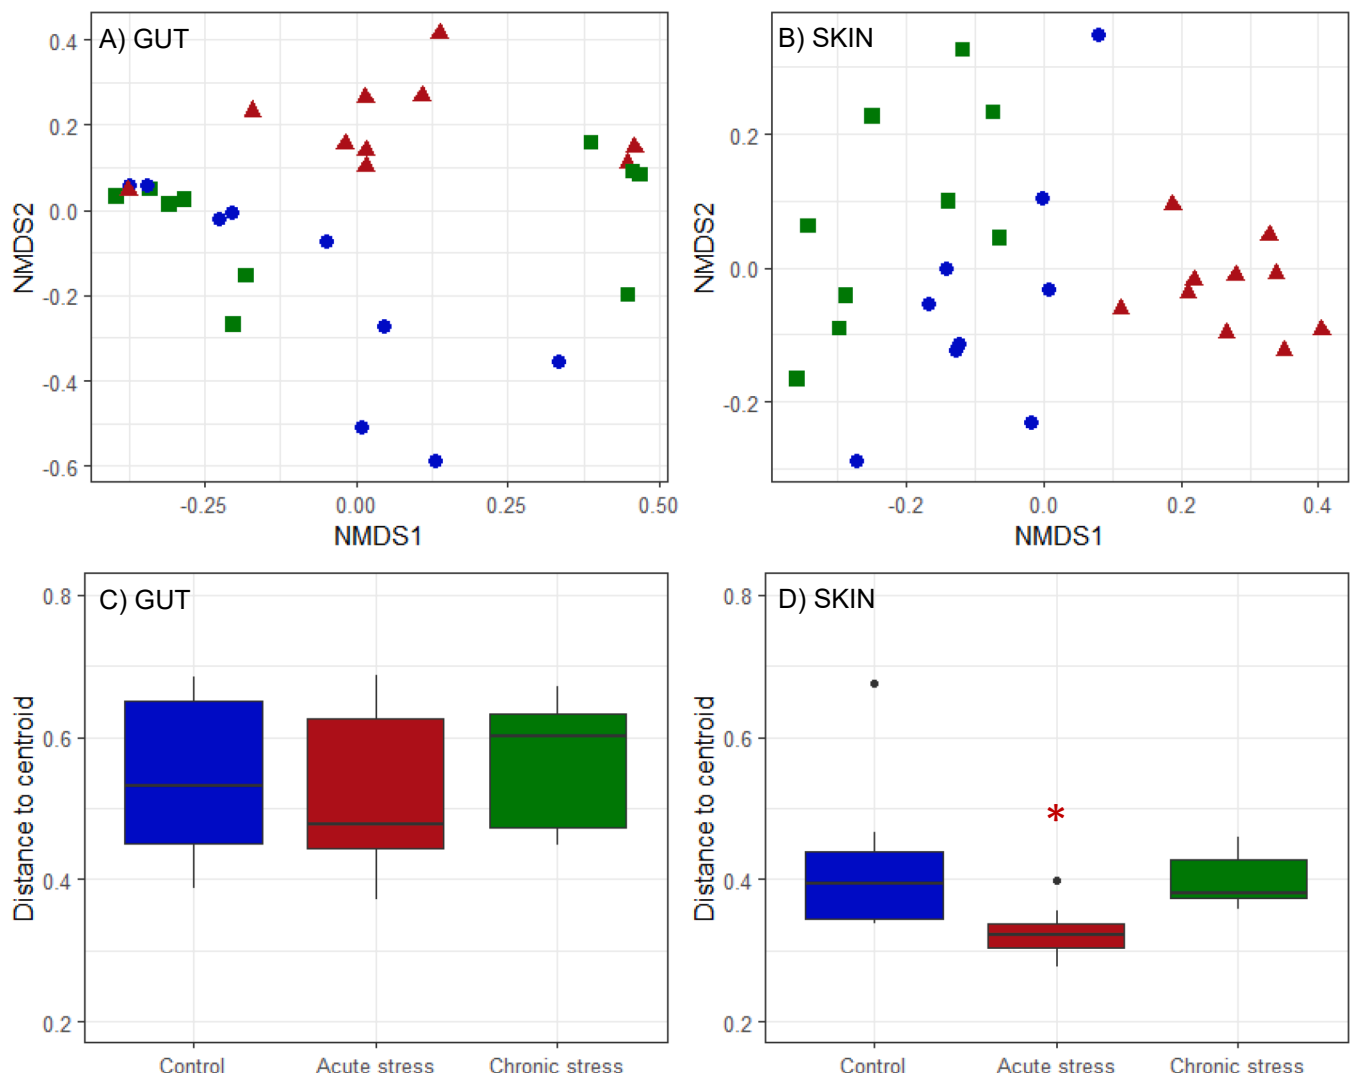 A) GUT
0.4
0.2
0.0
-0.2
-0.4
-0.6
NMDS2
-0.25
0.00
0.25
0.50
NMDS1
B) SKIN
0.2
0.0
-0.2
NMDS2
-0.2
0.0
0.2
0.4
NMDS1
C) GUT
0.8
0.6
0.4
0.2
Distance to centroid
Control
Acute stress
Chronic stress
D) SKIN
0.8
0.6
0.4
0.2
Distance to centroid
*
Control
Acute stress
Chronic stress